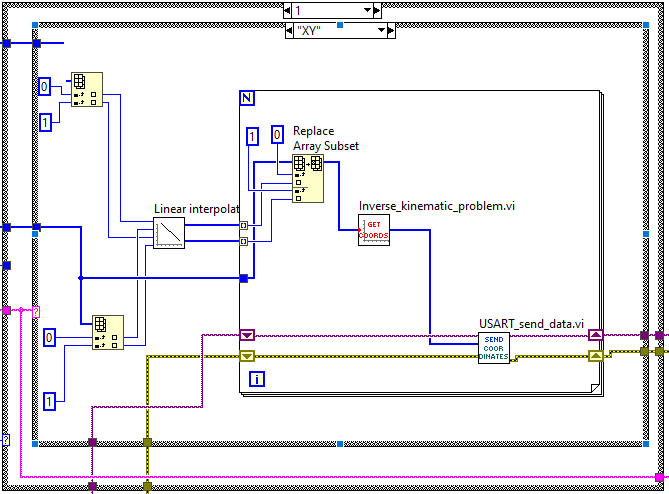 1
"XY"
0
1
N
1
0
Replace
Array Subset
Linear interpolat
Inverse_kinematic_problem.vi
GET
COORDS
USART_send_data.vi
SEND
COOR
DINATES
?
0
1
i
?